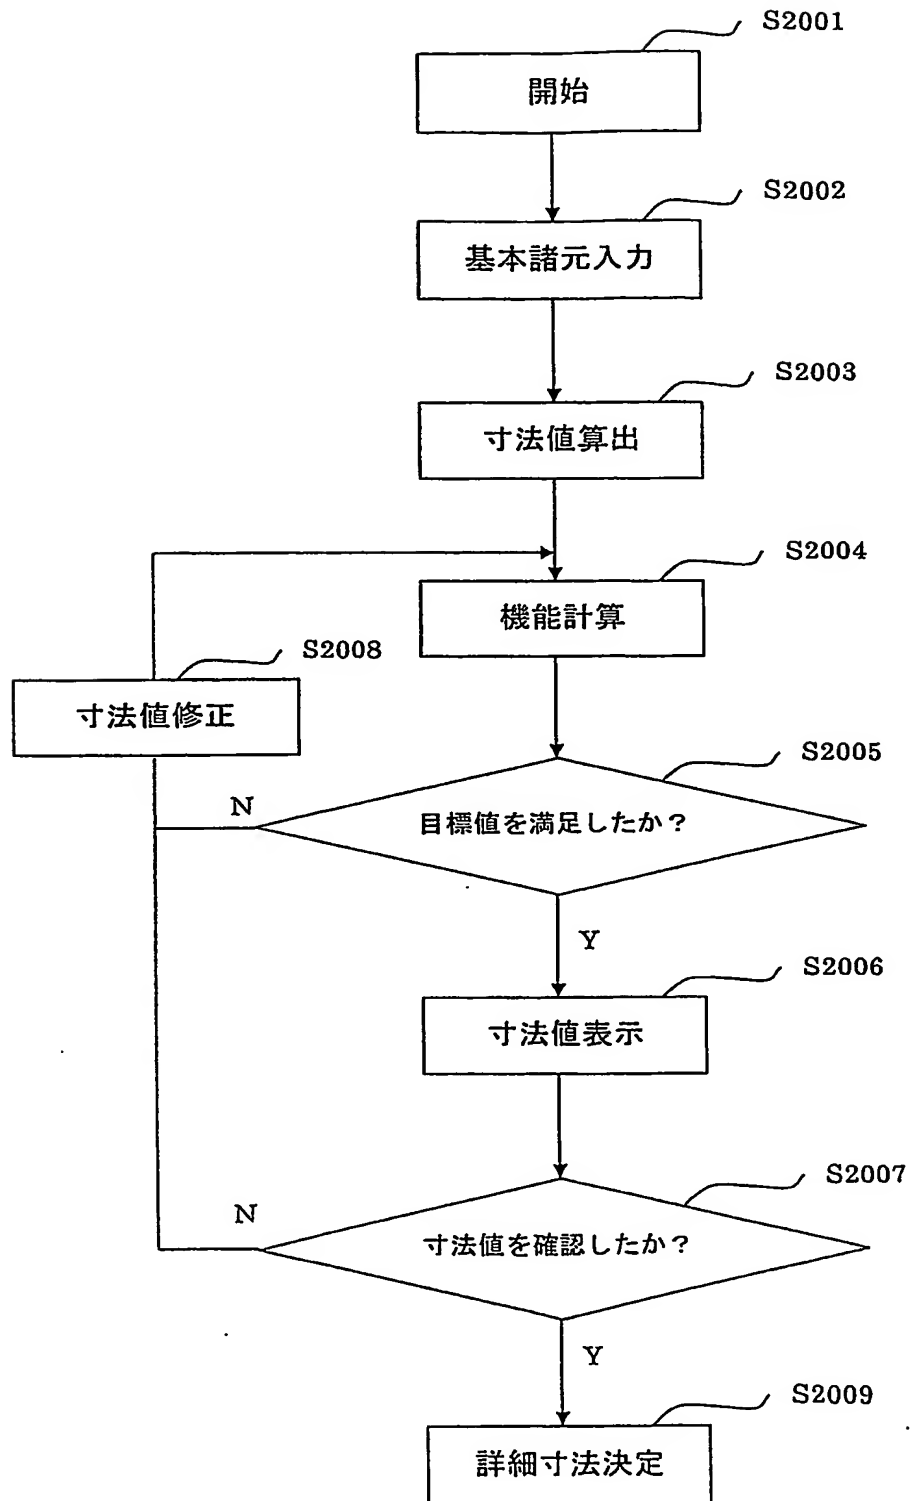 S2001
開始
S2002
基本諸元入力
S2003
寸法値算出
S2004
機能計算
S2008
寸法値修正
S2005
N
目標値を満足したか?
Y
S2006
寸法値表示
S2007
N
寸法値を確認したか?
Y
S2009
詳細寸法決定